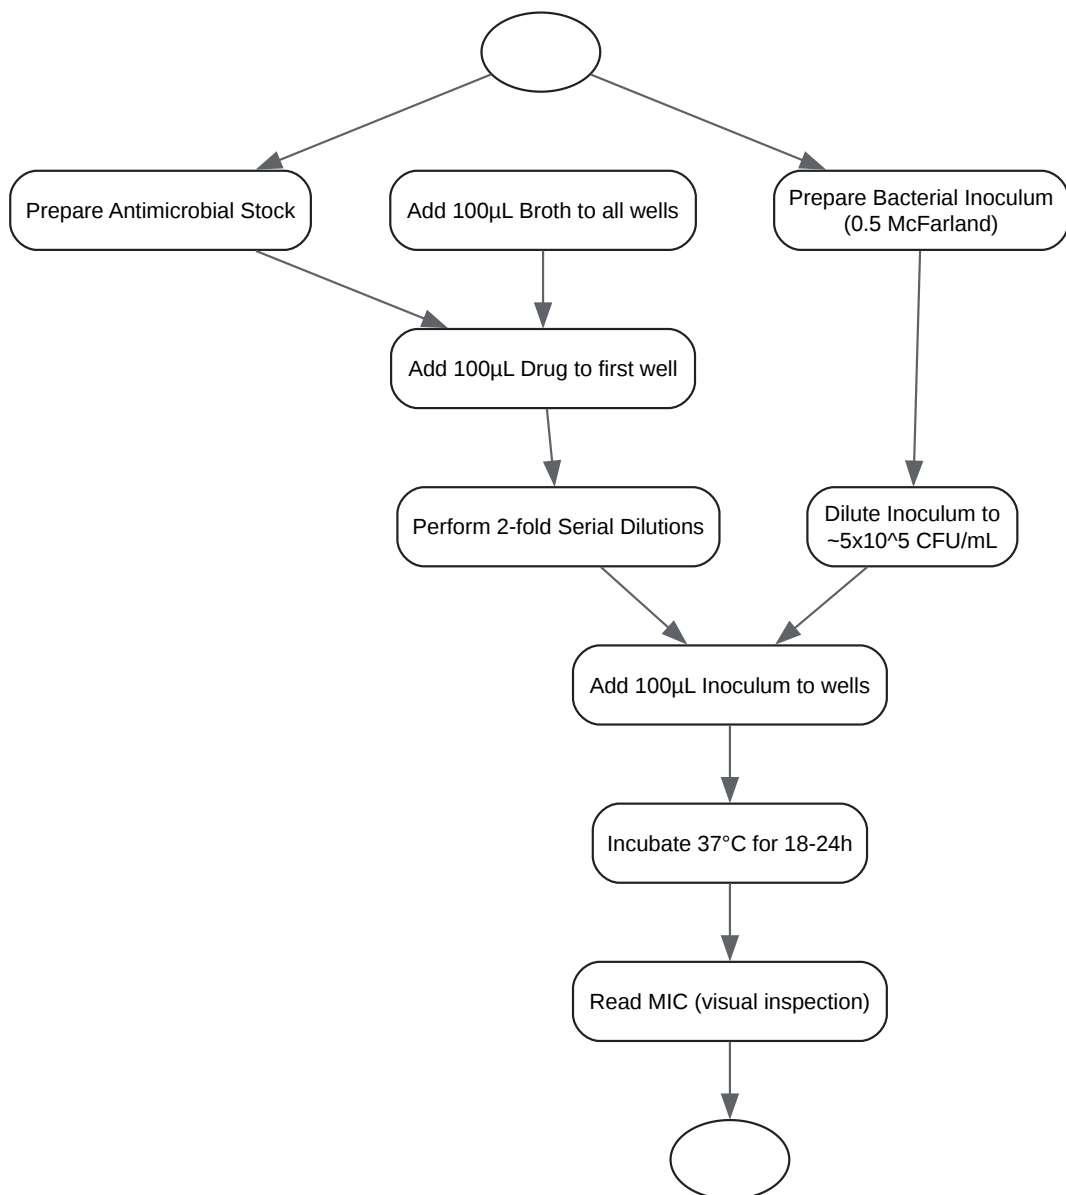 Prepare Antimicrobial Stock
Add 100µL Broth to all wells
Prepare Bacterial Inoculum
(0.5 McFarland)
Add 100µL Drug to first well
Perform 2-fold Serial Dilutions
Dilute Inoculum to
~5x10^5 CFU/mL
Add 100µL Inoculum to wells
Incubate 37°C for 18-24h
Read MIC (visual inspection)